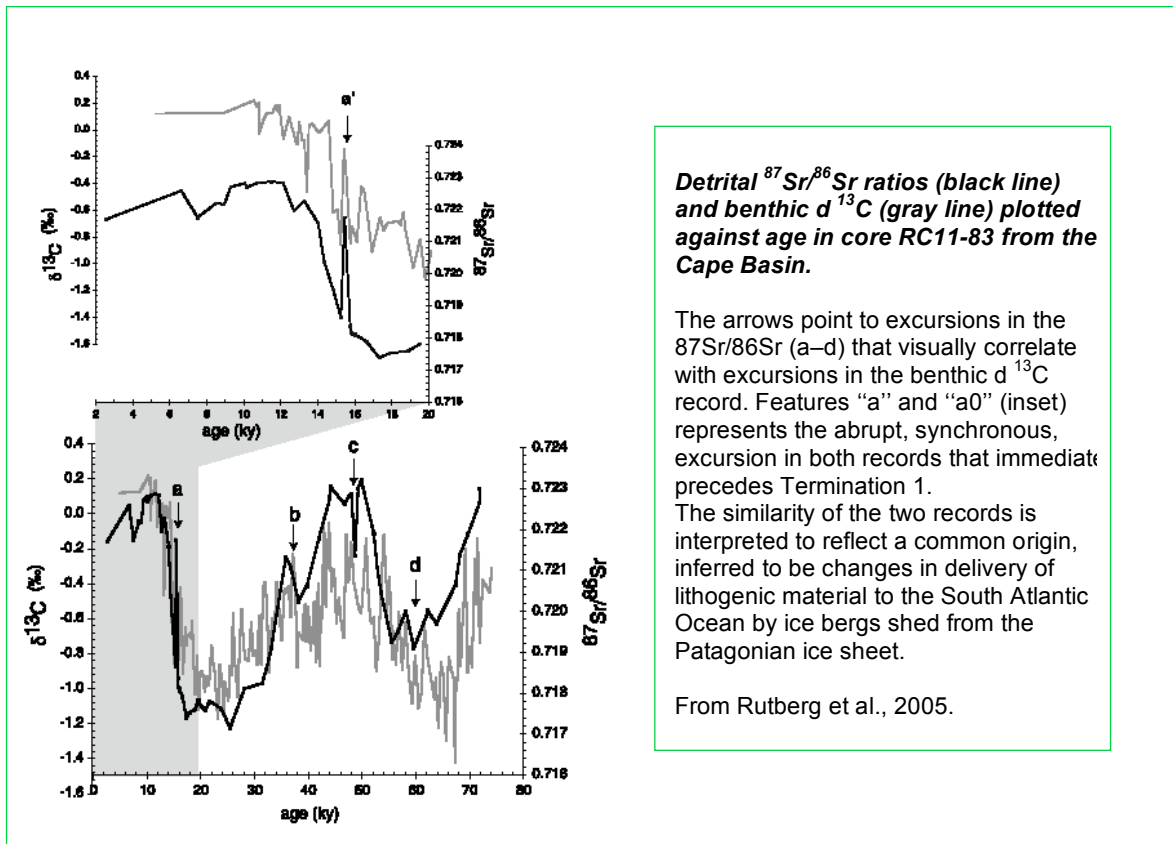 0.4
0.2
0.0
-0.2
-0.4
-0.6
-0.8
-1.0
-1.2
-1.4
-1.6
δ13C (‰)
a'
0.724
0.723
0.722
0.721
0.720
0.719
0.718
0.717
0.716
87Sr/86Sr
2 4 6 8 10 12 14 16 18 20
age (ky)
0.4
0.2
0.0
-0.2
-0.4
-0.6
-0.8
-1.0
-1.2
-1.4
-1.6
δ13C (‰)
a
b
c
d
0.724
0.723
0.722
0.721
0.720
0.719
0.718
0.717
0.716
87Sr/86Sr
0 10 20 30 40 50 60 70 80
age (ky)
Detrital 87Sr/86Sr ratios (black line)
and benthic d 13C (gray line) plotted
against age in core RC11-83 from the
Cape Basin.
The arrows point to excursions in the
87Sr/86Sr (a–d) that visually correlate
with excursions in the benthic d 13C
record. Features ‘‘a’’ and ‘‘a0’’ (inset)
represents the abrupt, synchronous,
excursion in both records that immediate
precedes Termination 1.
The similarity of the two records is
interpreted to reflect a common origin,
inferred to be changes in delivery of
lithogenic material to the South Atlantic
Ocean by ice bergs shed from the
Patagonian ice sheet.
From Rutberg et al., 2005.